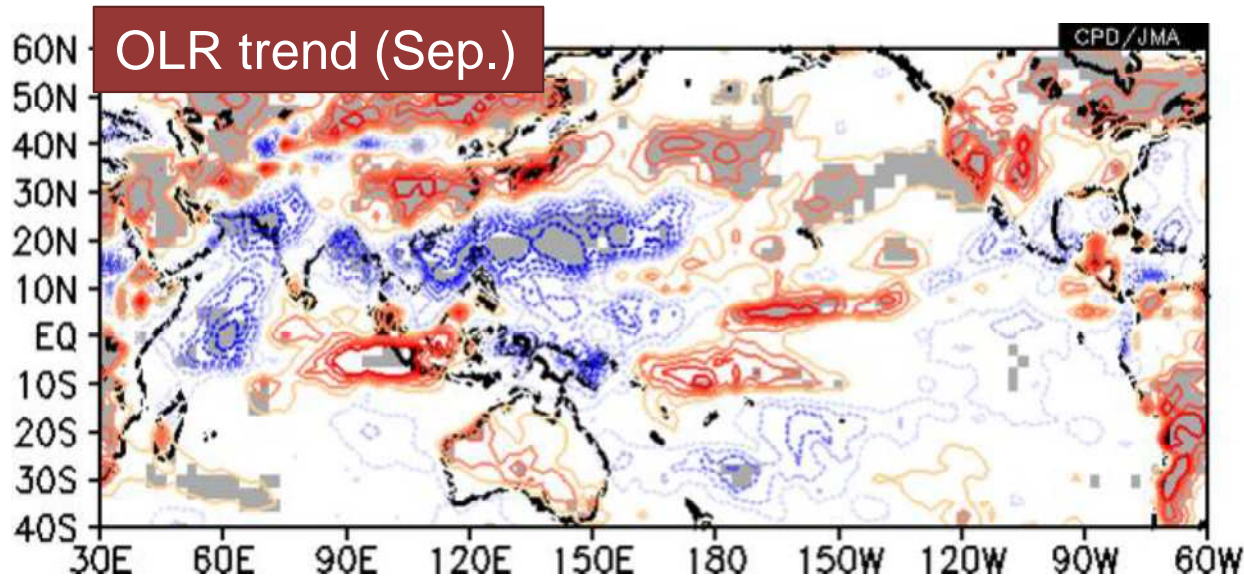 OLR trend (Sep.)
CPD/JMA
60N
50N
40N
30N
20N
10N
EQ
10S
20S
30S
40S
30E 60E 90E 120E 150E 180 150W 120W 90W 60W